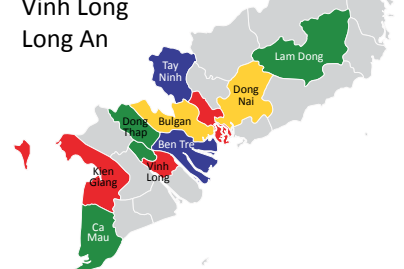 Vinh Long
Long An
Lam Dong
Tay
Ninh
Dong
Nai
Dong
Thap
Bulgan
Ben Tre
Kien
Giang
Vinh
Long
Ca
Mau